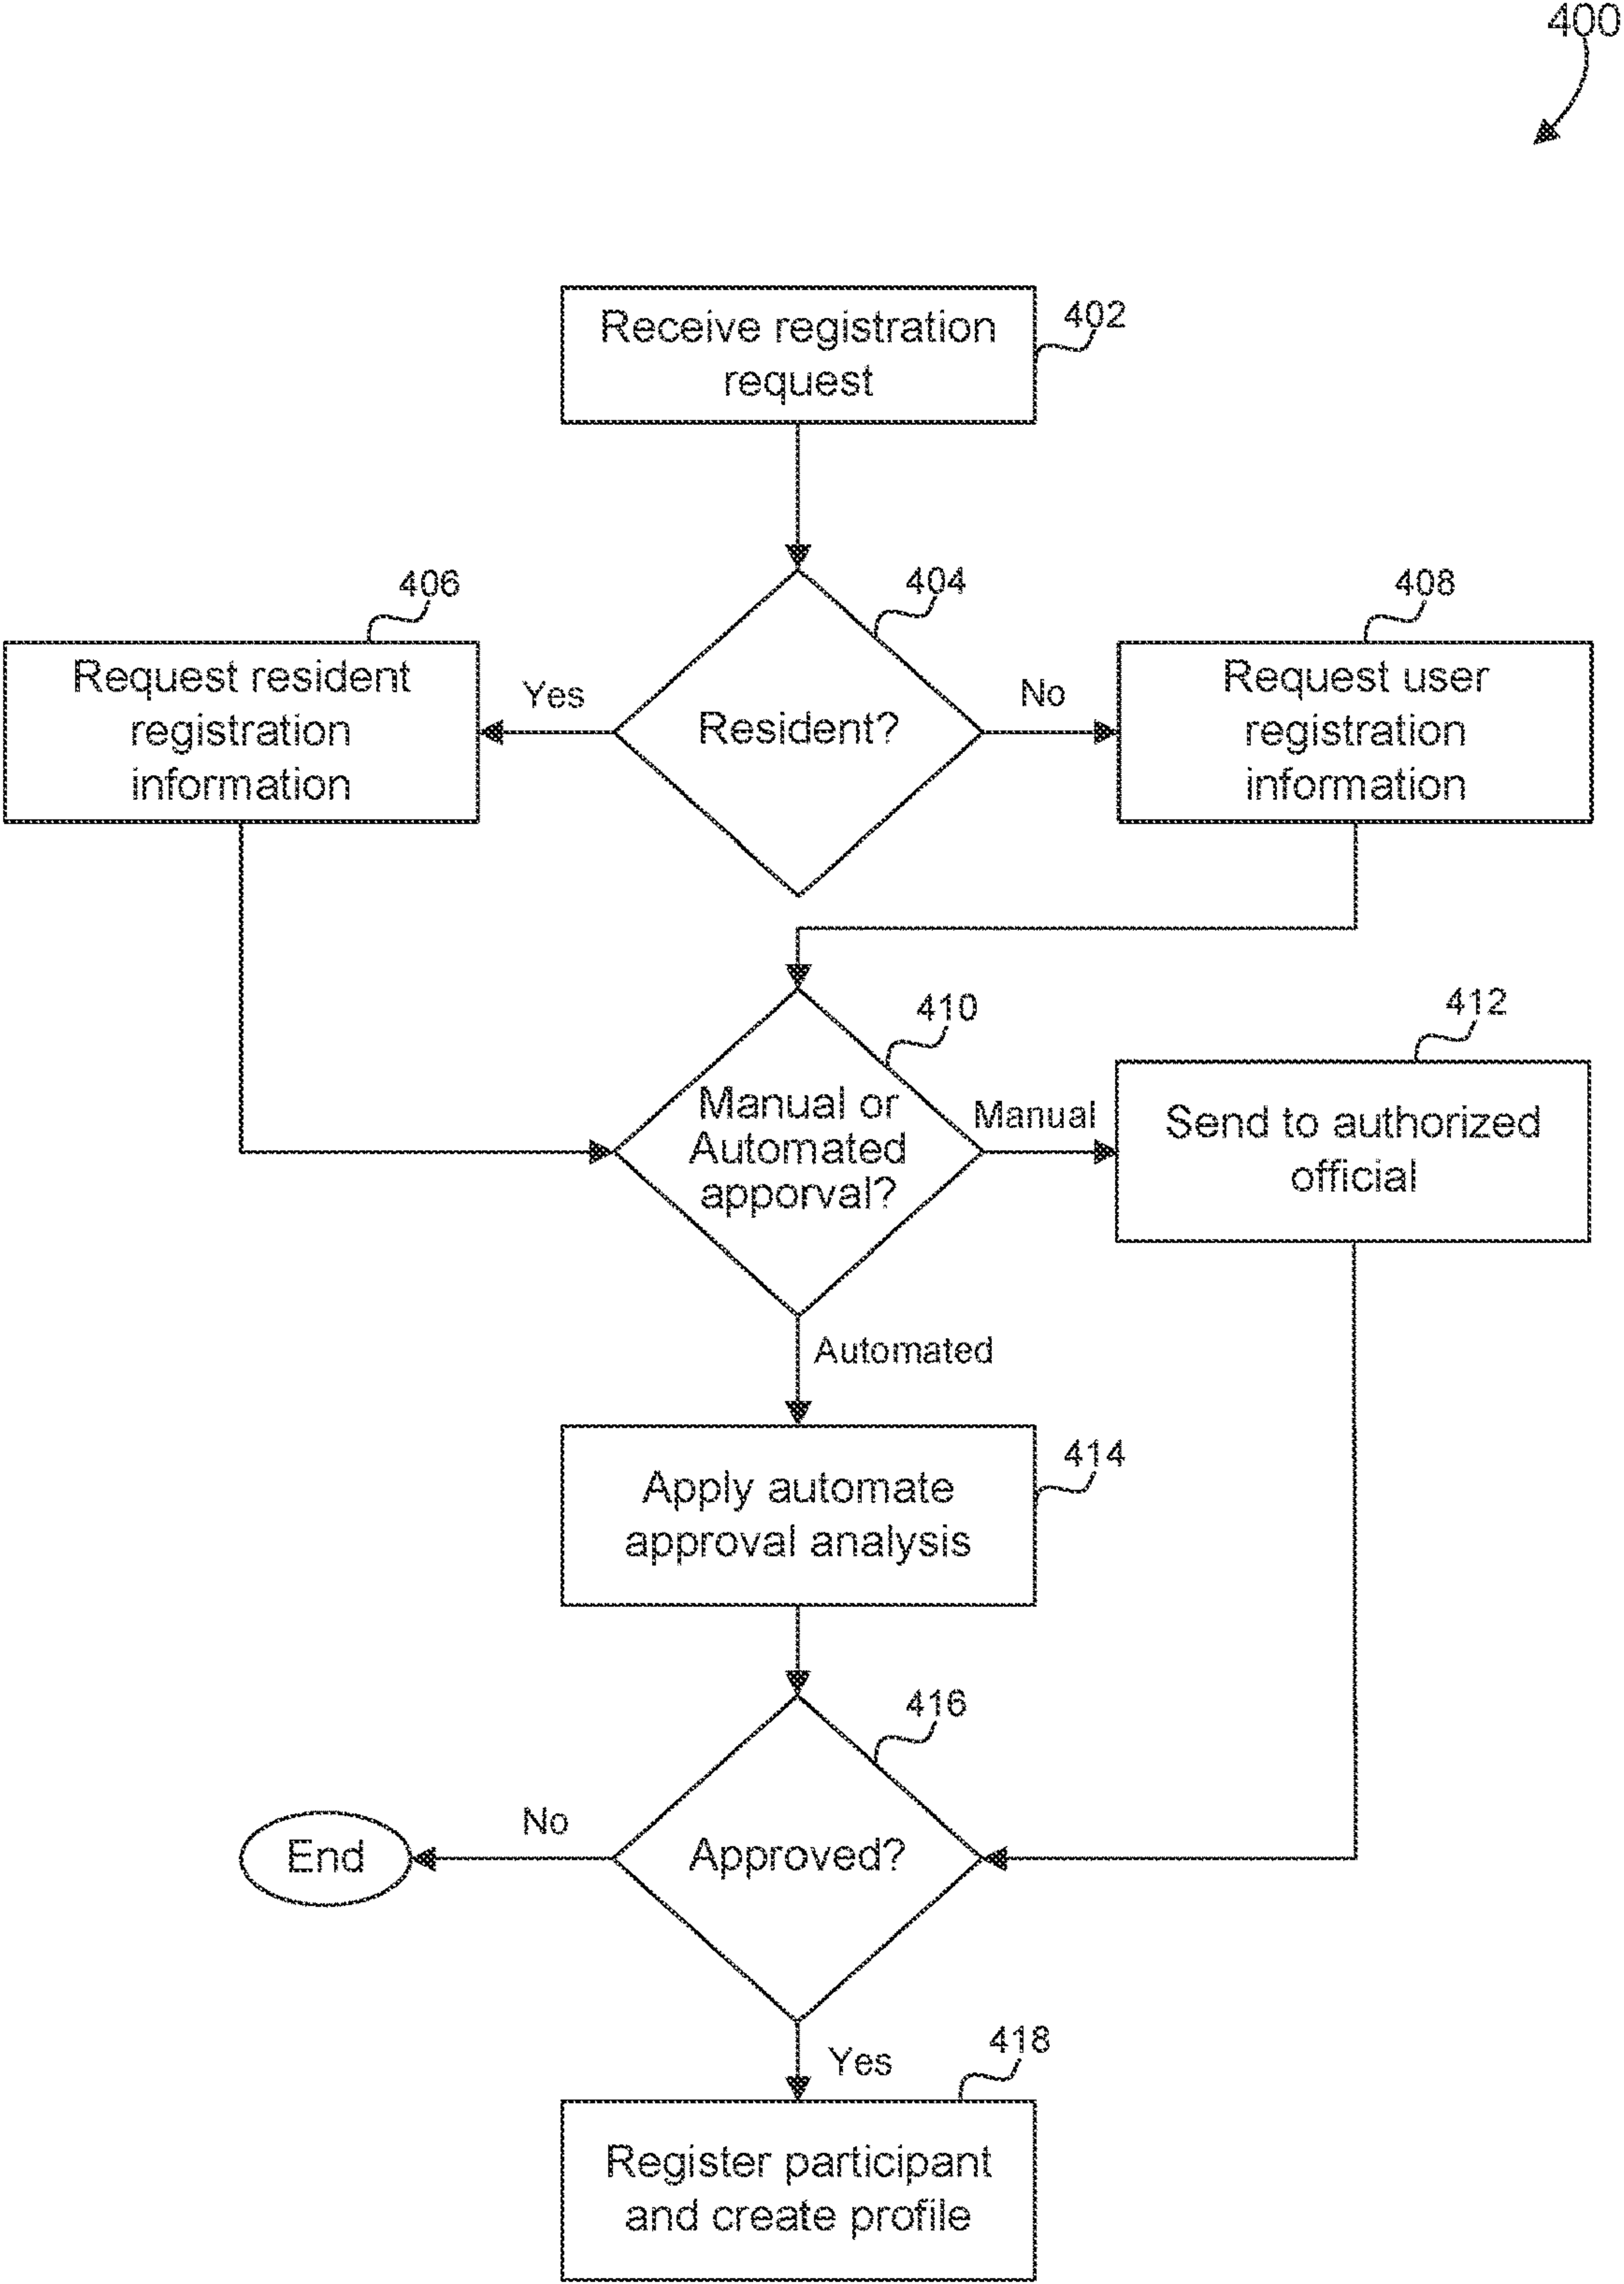 400
Receive registration
request
402
404
406
408
Request resident
registration
information
Yes
Resident?
No
Request user
registration
information
410
412
Manual or
Automated
apporval?
Manual
Send to authorized
official
Automated
Apply automate
approval analysis
414
416
End
No
Approved?
Yes
418
Register participant
and create profile